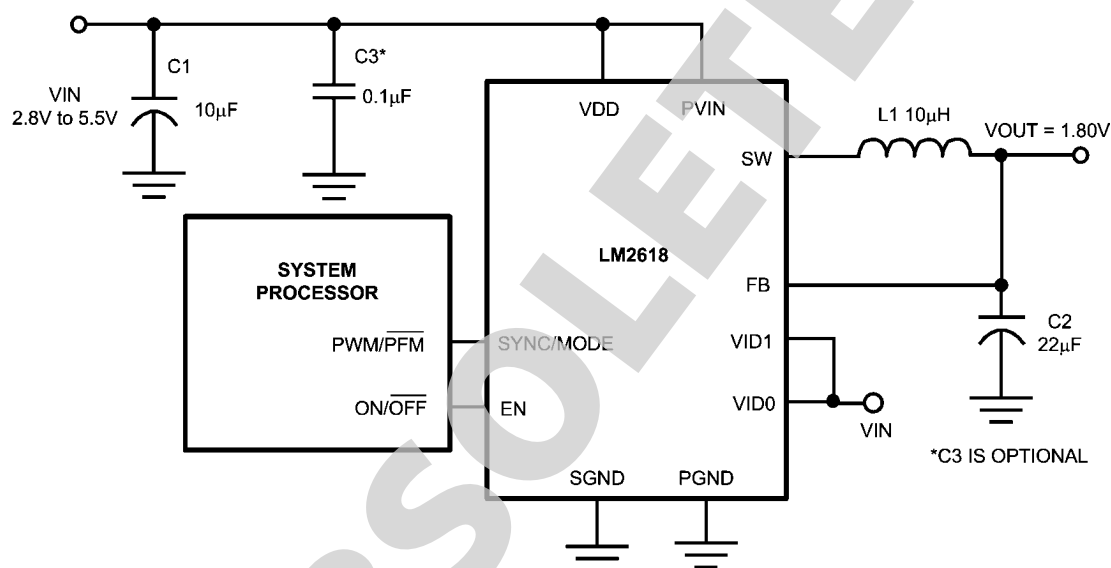 C1
C3*
VIN
2.8V to 5.5V
10μF
0.1μF
VDD
PVIN
L1 10μH
VOUT = 1.80V
SW
LM2618
SYSTEM
PROCESSOR
FB
PWM/PFM
SYNC/MODE
VID1
C2
22μF
ON/OFF
EN
VID0
VIN
*C3 IS OPTIONAL
SGND
PGND
OBSOLETE